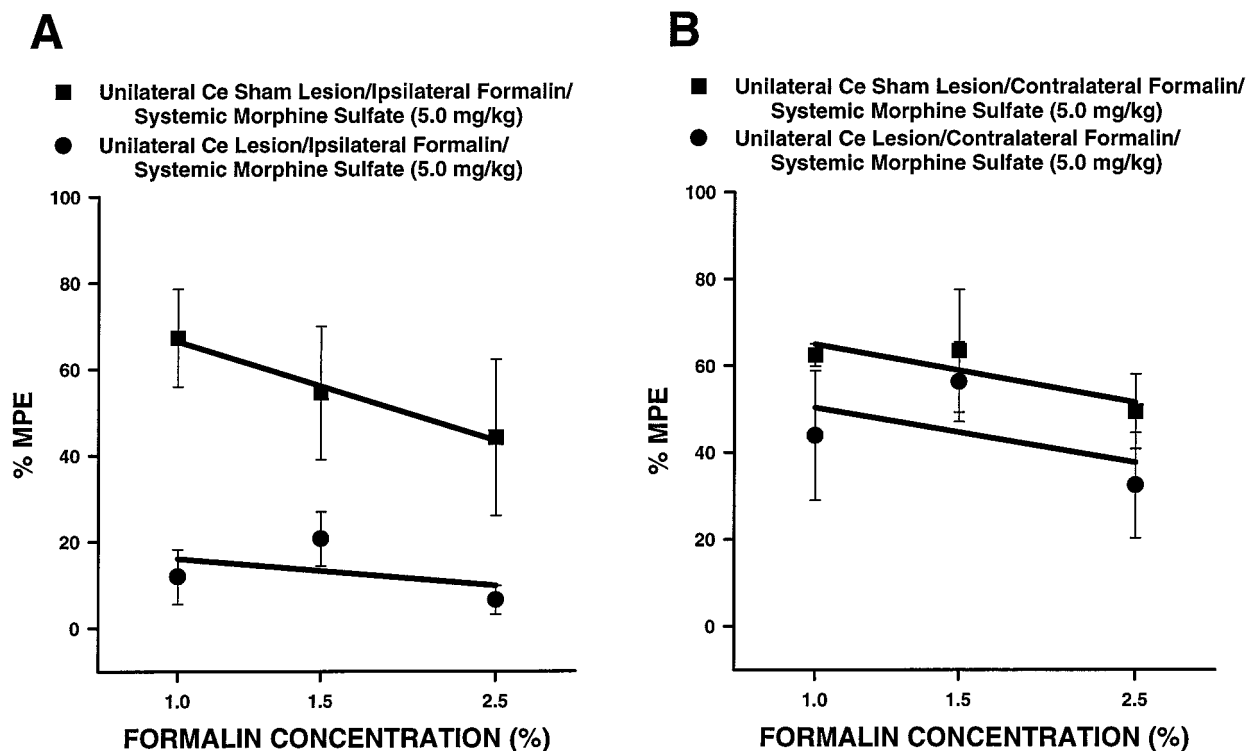 A
■ Unilateral Ce Sham Lesion/Ipsilateral Formalin/
Systemic Morphine Sulfate (5.0 mg/kg)
● Unilateral Ce Lesion/Ipsilateral Formalin/
Systemic Morphine Sulfate (5.0 mg/kg)
100
80
60
40
20
0
% MPE
1.0 1.5 2.5
FORMALIN CONCENTRATION (%)
B
■ Unilateral Ce Sham Lesion/Contralateral Formalin/
Systemic Morphine Sulfate (5.0 mg/kg)
● Unilateral Ce Lesion/Contralateral Formalin/
Systemic Morphine Sulfate (5.0 mg/kg)
100
80
60
40
20
0
% MPE
1.0 1.5 2.5
FORMALIN CONCENTRATION (%)